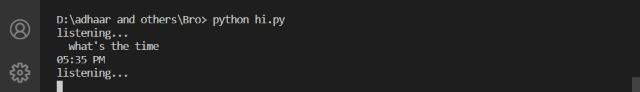 D:\adhaar and others\Bro> python hi.py
listening...
what's the time
05:35 PM
listening...